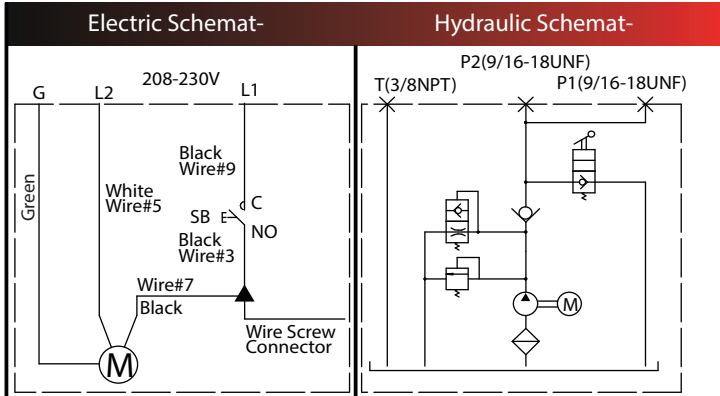 Electric Schemat-
Hydraulic Schemat-
208-230V
G
L2
L1
Green
White
Wire#5
Black
Wire#9
C
SB
NO
Black
Wire#3
Wire#7
Black
Wire Screw
Connector
M
P2(9/16-18UNF)
T(3/8NPT)
P1(9/16-18UNF)
M